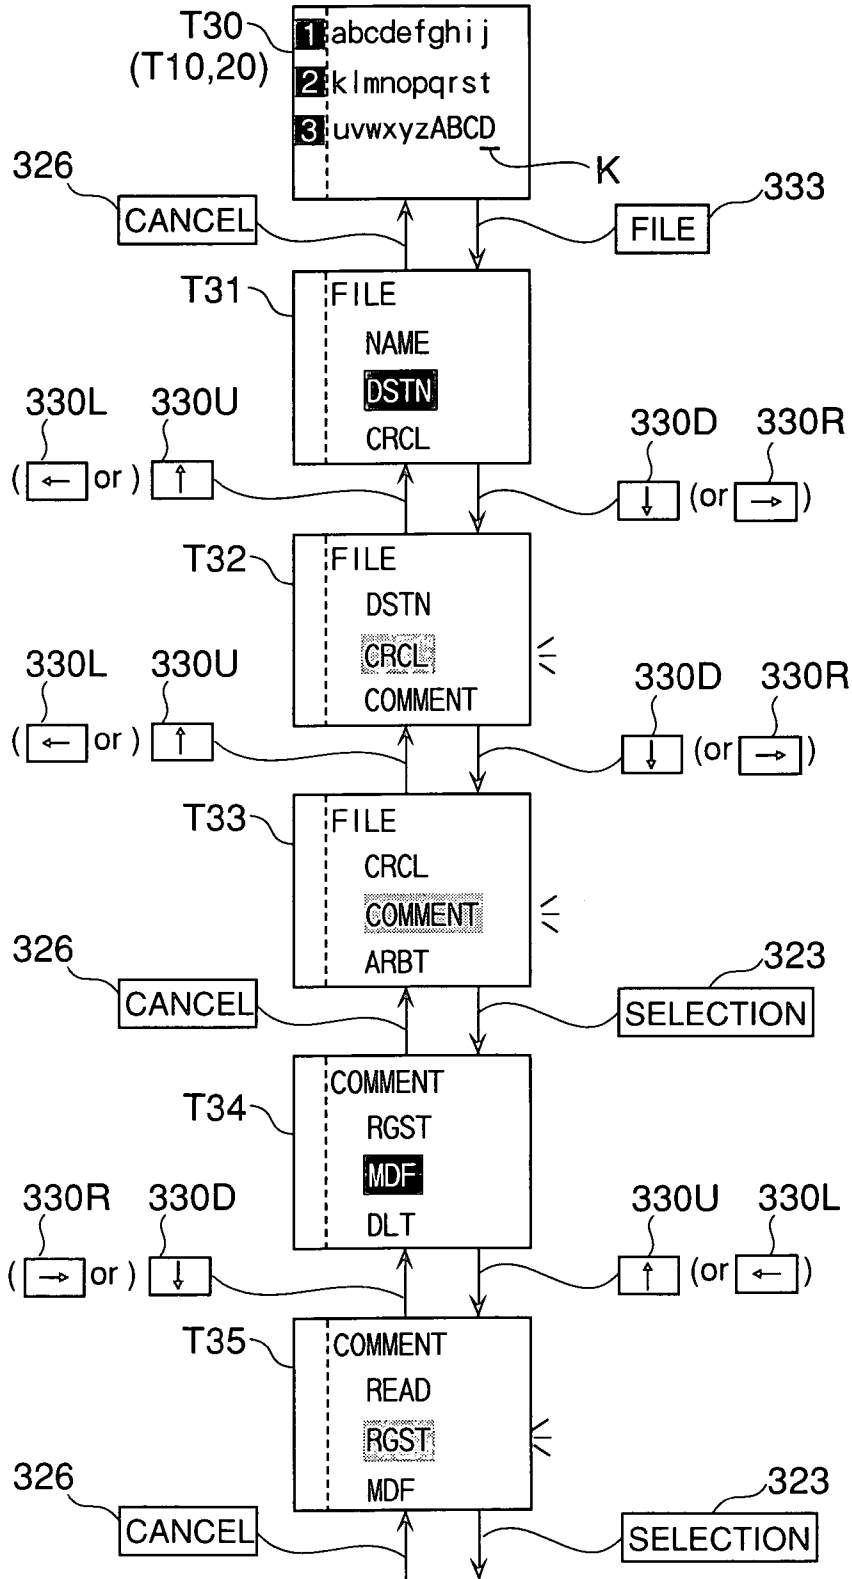 T30
(T10,20)
1 abcdefghij
2 klmnopqrst
3 uvwxyzABCD
K
326
CANCEL
333
FILE
T31
FILE
NAME
DSTN
CRCL
330L 330U
(← or) ↑
330D 330R
↓ (or →)
T32
FILE
DSTN
CRCL
COMMENT
330L 330U
(← or) ↑
330D 330R
↓ (or →)
T33
FILE
CRCL
COMMENT
ARBT
326
CANCEL
323
SELECTION
T34
COMMENT
RGST
MDF
DLT
330R 330D
(→ or) ↓
330U 330L
↑ (or ←)
T35
COMMENT
READ
RGST
MDF
326
CANCEL
323
SELECTION